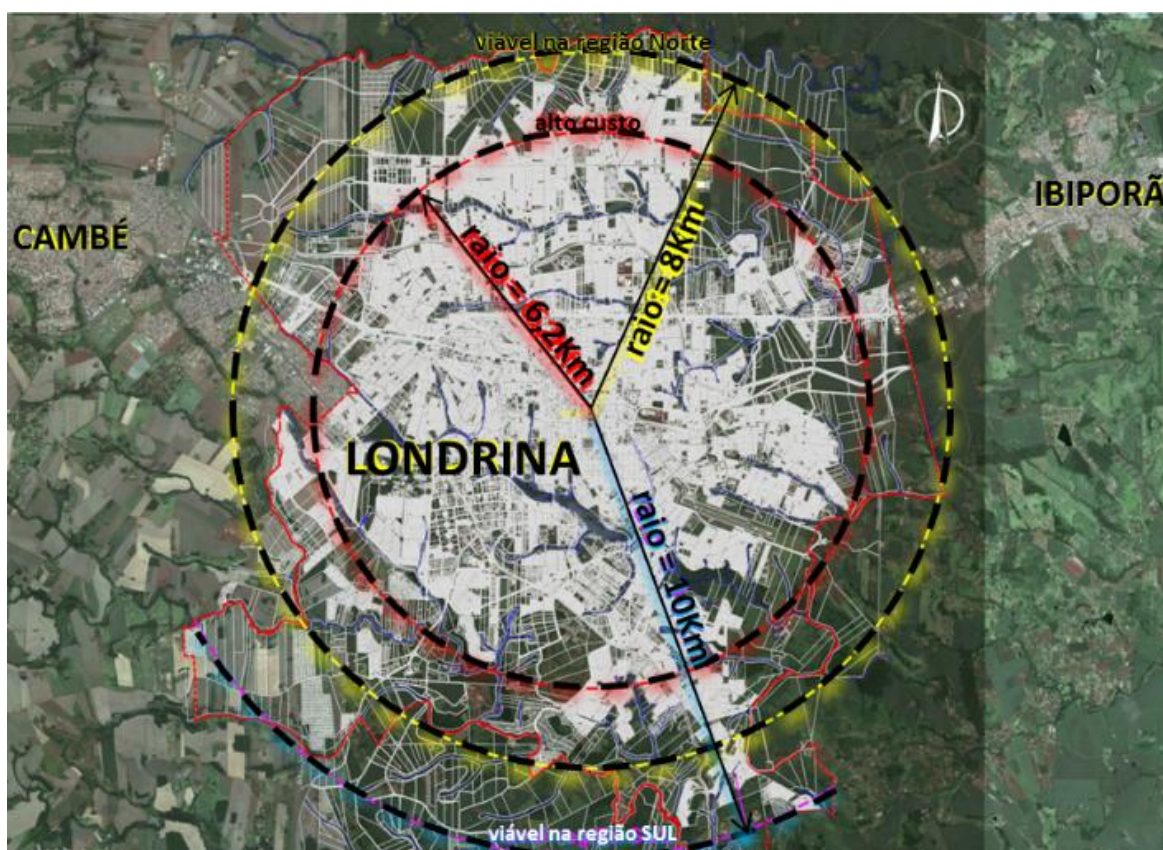 viável na região Norte
alto custo
CAMBÉ
IBIPORÃ
raio = 6,2Km
raio = 8Km
LONDRINA
raio = 10Km
viável na região SUL